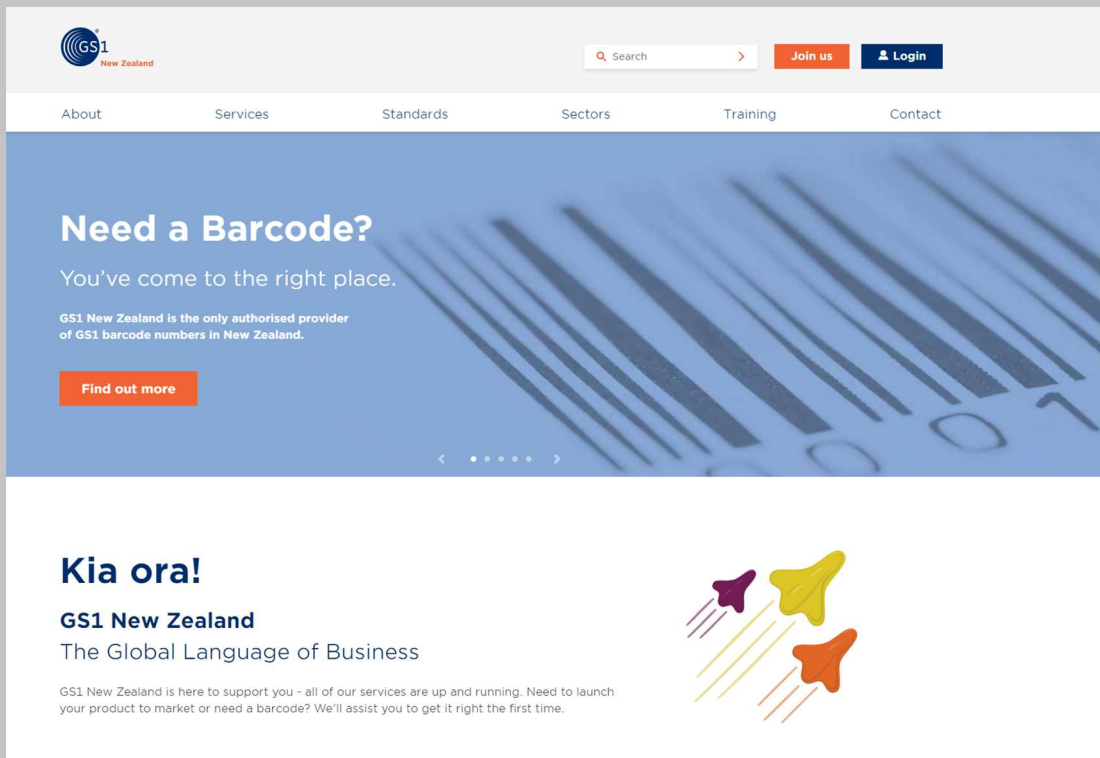 GS1
New Zealand
Search
Join us
Login
About
Services
Standards
Sectors
Training
Contact
Need a Barcode?
You've come to the right place.
GS1 New Zealand is the only authorised provider
of GS1 barcode numbers in New Zealand.
Find out more
0 0 0 1
Kia ora!
GS1 New Zealand
The Global Language of Business
GS1 New Zealand is here to support you - all of our services are up and running. Need to launch
your product to market or need a barcode? We'll assist you to get it right the first time.